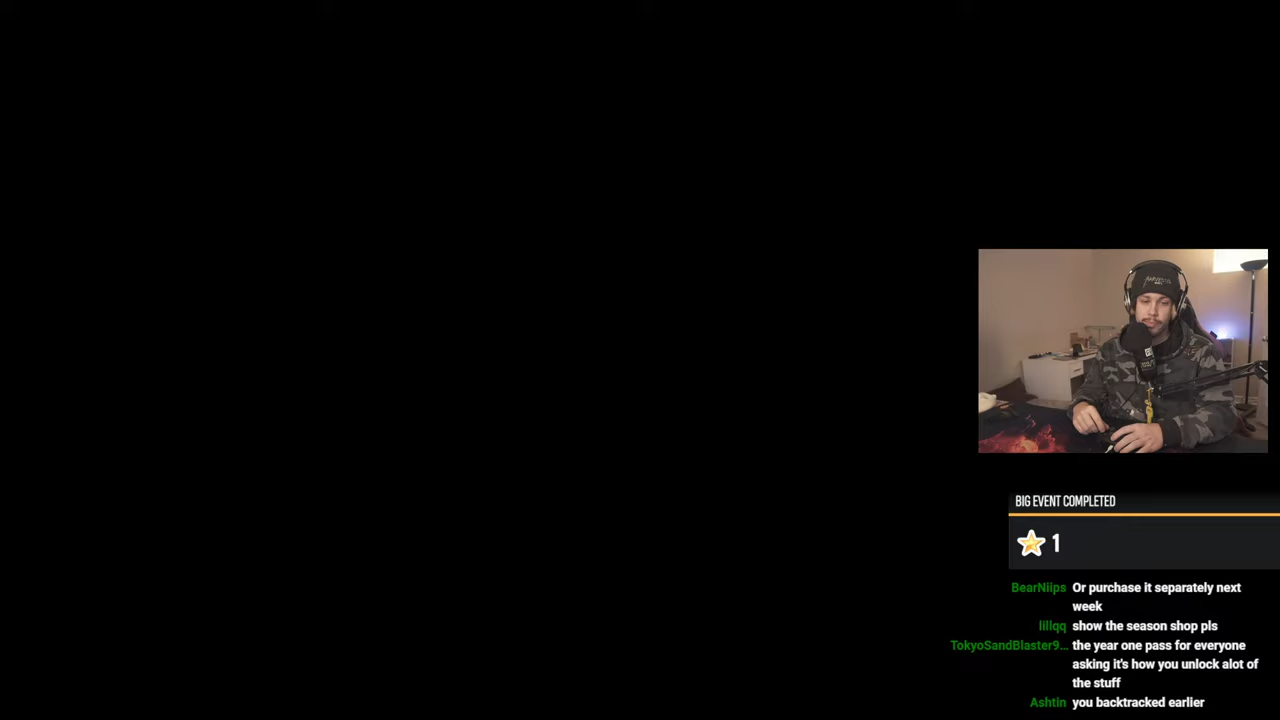 BIG EVENT COMPLETED
1
BearNiips Or purchase it separately next
week
lillqq show the season shop pls
TokyoSandBlaster9... the year one pass for everyone
asking it's how you unlock alot of
the stuff
Ashtin you backtracked earlier